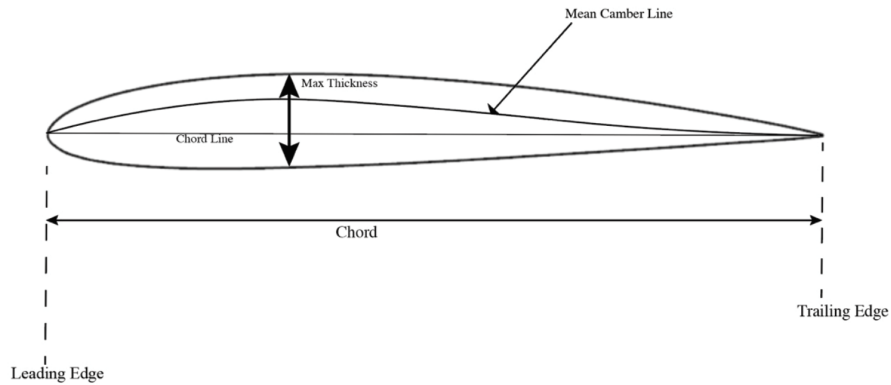 Mean Camber Line
Max Thickness
Chord Line
Chord
Trailing Edge
Leading Edge